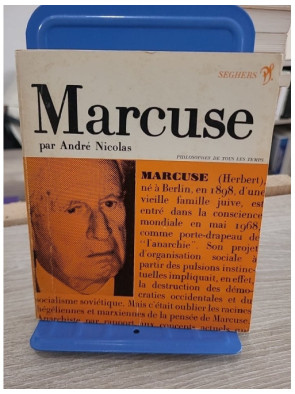 SEGHERS
Marcuse
par André Nicolas
PHILOSOPHES DE TOUS LES TEMPS
MARCUSE (Herbert),
né à Berlin, en 1898, d'une
vieille famille juive, est
entré dans la conscience
mondiale en mai 1968,
comme porte-drapeau de
"l'anarchie". Son projet
d'organisation sociale à
partir des pulsions instinc-
tuelles impliquait, en effet,
la destruction des démo-
craties occidentales et du
socialisme soviétique. Mais c'était oublier les racines
hégéliennes et marxiennes de la pensée de Marcuse.